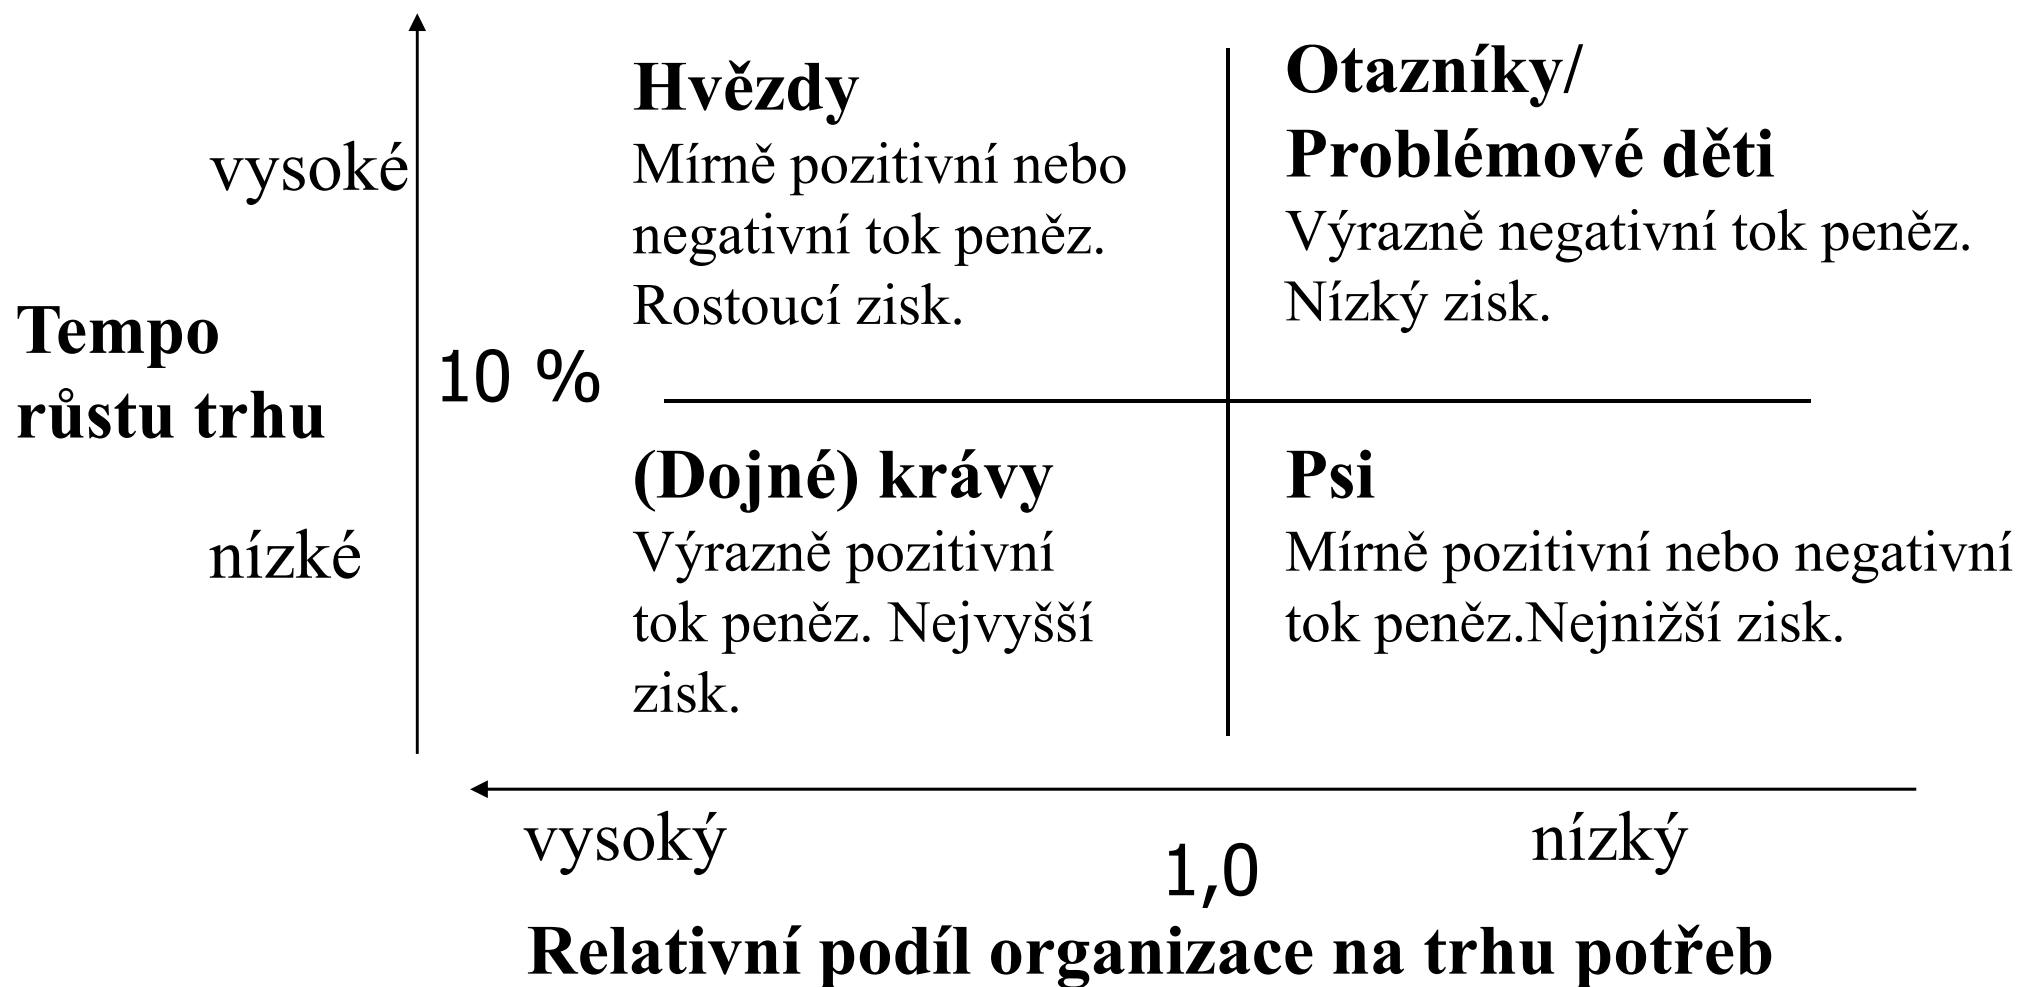 Hvězdy
Mírně pozitivní nebo
negativní tok peněz.
Rostoucí zisk.
Otazníky/
Problémové děti
Výrazně negativní tok peněz.
Nízký zisk.
vysoké
Tempo
růstu trhu
10 %
nízké
(Dojné) krávy
Výrazně pozitivní
tok peněz. Nejvyšší
zisk.
Psi
Mírně pozitivní nebo negativní
tok peněz.Nejnižší zisk.
vysoký
1,0
nízký
Relativní podíl organizace na trhu potřeb